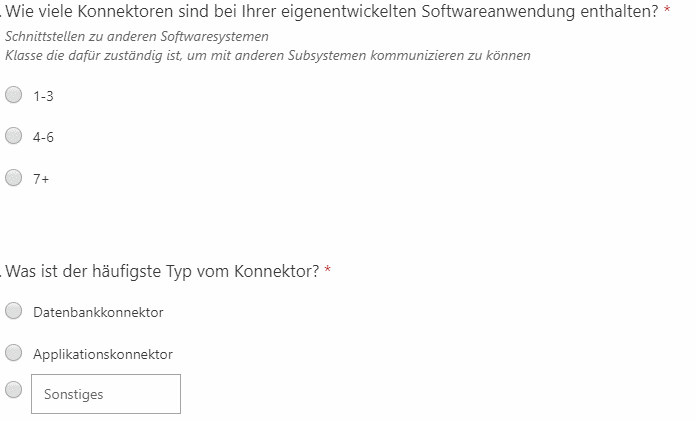 . Wie viele Konnektoren sind bei Ihrer eigenentwickelten Softwareanwendung enthalten? *
Schnittstellen zu anderen Softwaresystemen
Klasse die dafür zuständig ist, um mit anderen Subsystemen kommunizieren zu können
1-3
4-6
7+
. Was ist der häufigste Typ vom Konnektor? *
Datenbankkonnektor
Applikationskonnektor
Sonstiges